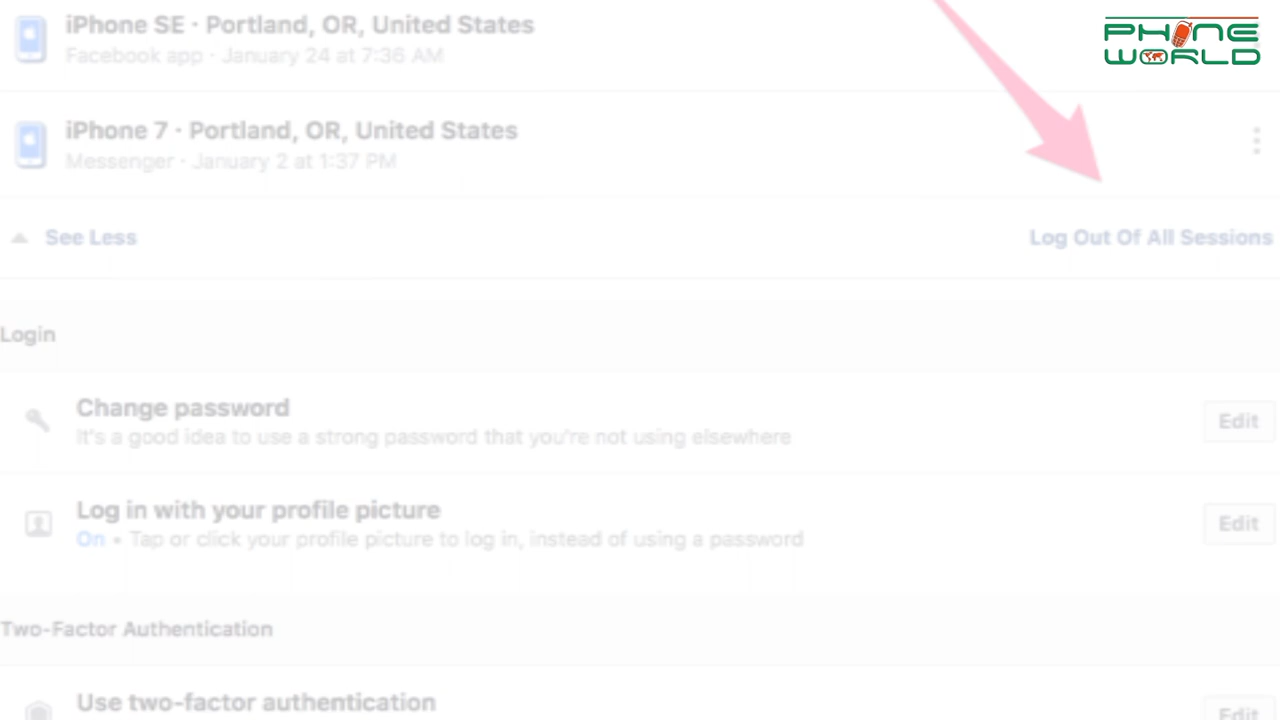 iPhone SE · Portland, OR, United States
Facebook app · January 24 at 7:36 AM
PHONE
WORLD
iPhone 7 · Portland, OR, United States
Messenger · January 2 at 1:37 PM
See Less
Log Out Of All Sessions
Login
Change password
It's a good idea to use a strong password that you're not using elsewhere
Edit
Log in with your profile picture
On • Tap or click your profile picture to log in, instead of using a password
Edit
Two-Factor Authentication
Use two-factor authentication
Edit